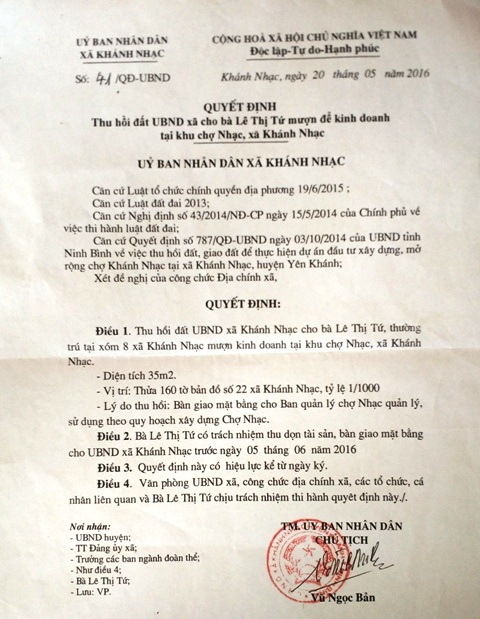 UỶ BAN NHÂN DÂN
XÃ KHÁNH NHẠC
CỘNG HOÀ XÃ HỘI CHỦ NGHĨA VIỆT NAM
Độc lập-Tự do-Hạnh phúc
Số: 41/QĐ-UBND
Khánh Nhạc, ngày 20 tháng 05 năm 2016
QUYẾT ĐỊNH
Thu hồi đất UBND xã cho bà Lê Thị Tứ mượn để kinh doanh
tại khu chợ Nhạc, xã Khánh Nhạc
UỶ BAN NHÂN DÂN XÃ KHÁNH NHẠC
Căn cứ Luật tổ chức chính quyền địa phương 19/6/2015 ;
Căn cứ Luật đất đai 2013;
Căn cứ Nghị định số 43/2014/NĐ-CP ngày 15/5/2014 của Chính phủ về
việc thi hành luật đất đai;
Căn cứ Quyết định số 787/QĐ-UBND ngày 03/10/2014 của UBND tỉnh
Ninh Bình về việc thu hồi đất, giao đất để thực hiện dự án đầu tư xây dựng, mở
rộng chợ Khánh Nhạc tại xã Khánh Nhạc, huyện Yên Khánh;
Xét đề nghị của công chức Địa chính xã,
QUYẾT ĐỊNH:
Điều 1. Thu hồi đất UBND xã Khánh Nhạc cho bà Lê Thị Tứ, thường
trú tại xóm 8 xã Khánh Nhạc mượn kinh doanh tại khu chợ Nhạc, xã Khánh
Nhạc.
- Diện tích 35m2.
- Vị trí: Thửa 160 tờ bản đồ số 22 xã Khánh Nhạc, tỷ lệ 1/1000
- Lý do thu hồi: Bàn giao mặt bằng cho Ban quản lý chợ Nhạc quản lý,
sử dụng theo quy hoạch xây dựng Chợ Nhạc.
Điều 2. Bà Lê Thị Tứ có trách nhiệm thu dọn tài sản, bàn giao mặt bằng
cho UBND xã Khánh Nhạc trước ngày 05 tháng 06 năm 2016
Điều 3. Quyết định này có hiệu lực kể từ ngày ký.
Điều 4. Văn phòng UBND xã, công chức địa chính xã, các tổ chức, cá
nhân liên quan và Bà Lê Thị Tứ chịu trách nhiệm thi hành quyết định này./.
Nơi nhận:
- UBND huyện;
- TT Đảng ủy xã;
- Trưởng các ban ngành đoàn thể;
- Như điều 4;
- Bà Lê Thị Tứ;
- Lưu: VP.
TM. UỶ BAN NHÂN DÂN
CHỦ TỊCH
Vũ Ngọc Bản